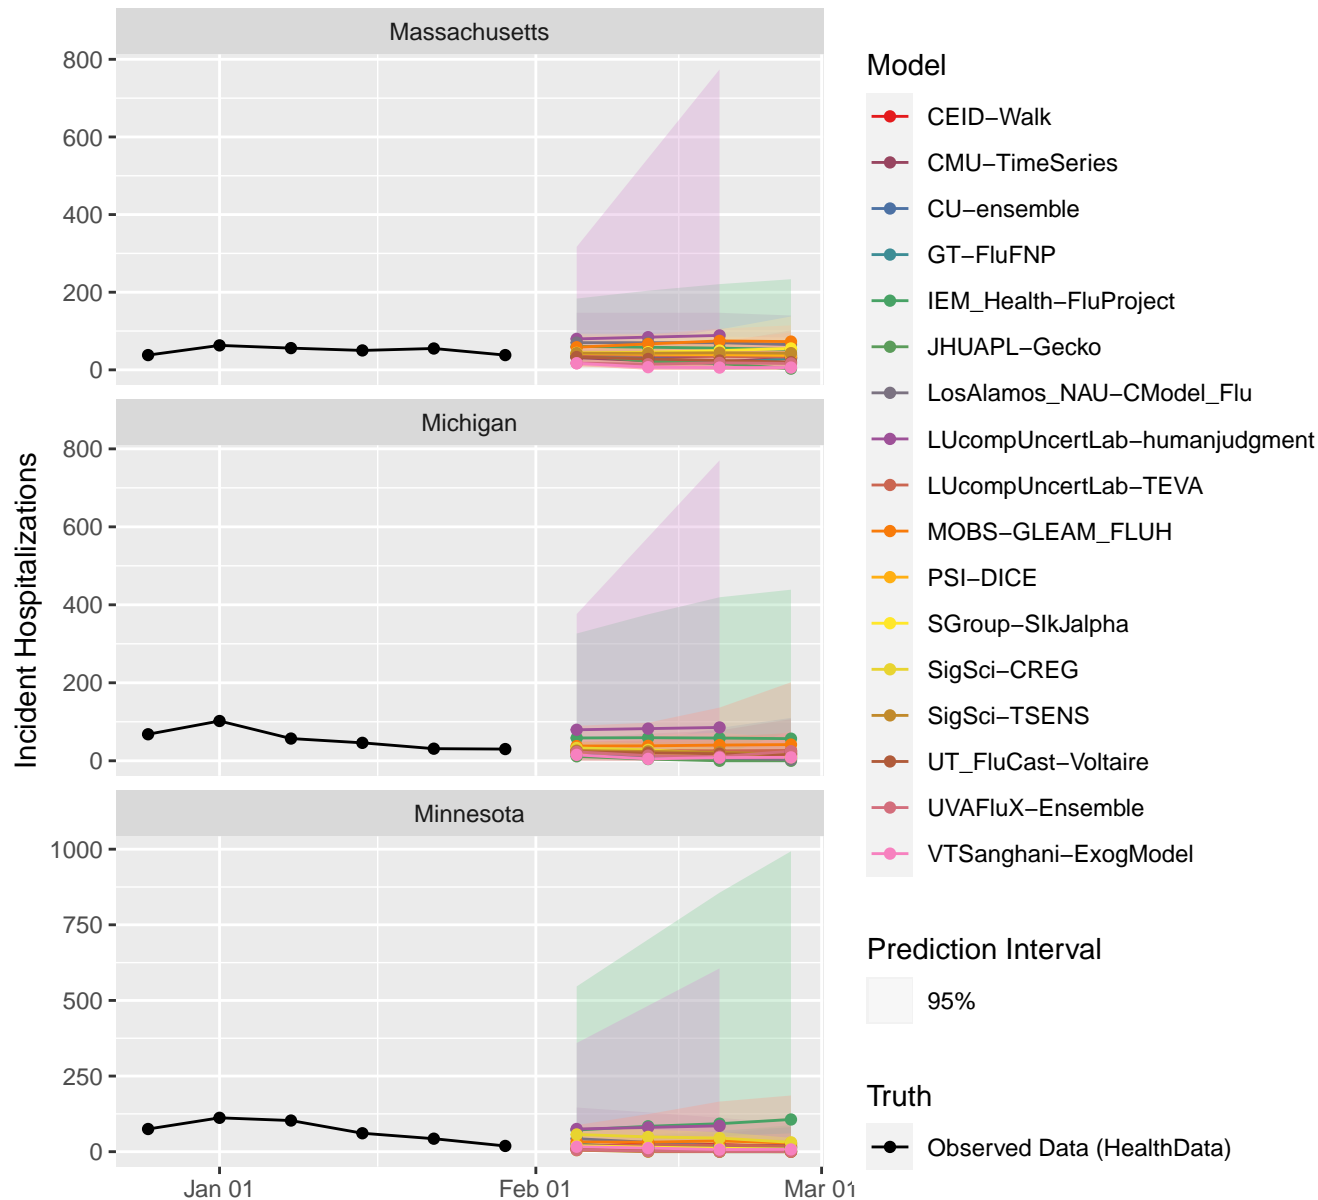 Massachusetts
800
600
400
200
0
Michigan
800
600
400
200
0
Minnesota
1000
750
500
250
0
Jan 01
Feb 01
Mar 01
Incident Hospitalizations
Model
CEID−Walk
CMU−TimeSeries
CU−ensemble
GT−FluFNP
IEM_Health−FluProject
JHUAPL−Gecko
LosAlamos_NAU−CModel_Flu
LUcompUncertLab−humanjudgment
LUcompUncertLab−TEVA
MOBS−GLEAM_FLUH
PSI−DICE
SGroup−SIkJalpha
SigSci−CREG
SigSci−TSENS
UT_FluCast−Voltaire
UVAFluX−Ensemble
VTSanghani−ExogModel
Prediction Interval
95%
Truth
Observed Data (HealthData)